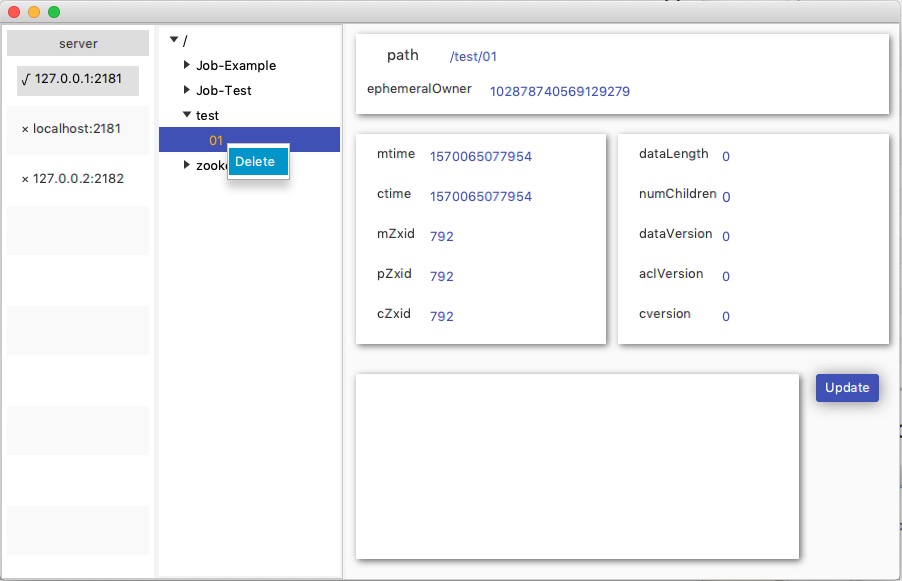 server
√ 127.0.0.1:2181
× localhost:2181
× 127.0.0.2:2182
/
Job-Example
Job-Test
test
01
Delete
path /test/01
ephemeralOwner 102878740569129279
mtime 1570065077954
ctime 1570065077954
mZxid 792
pZxid 792
cZxid 792
dataLength 0
numChildren 0
dataVersion 0
aclVersion 0
cversion 0
Update